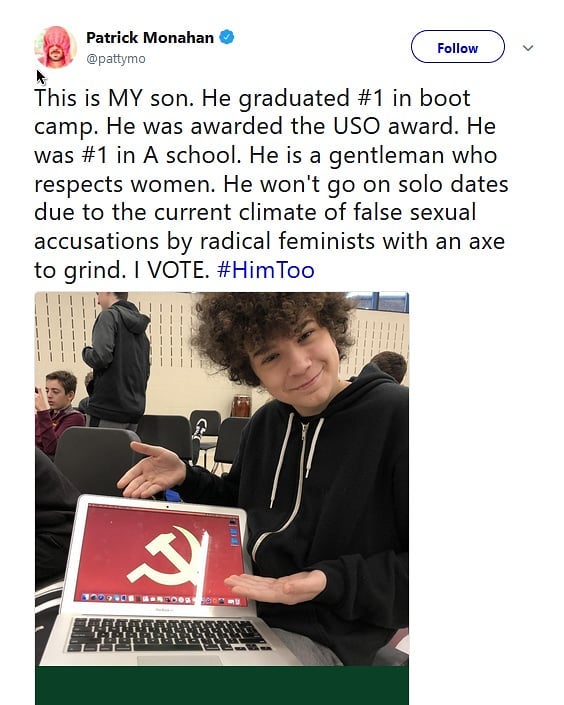 Patrick Monahan
@pattymo
Follow
This is MY son. He graduated #1 in boot
camp. He was awarded the USO award. He
was #1 in A school. He is a gentleman who
respects women. He won't go on solo dates
due to the current climate of false sexual
accusations by radical feminists with an axe
to grind. I VOTE. #HimToo